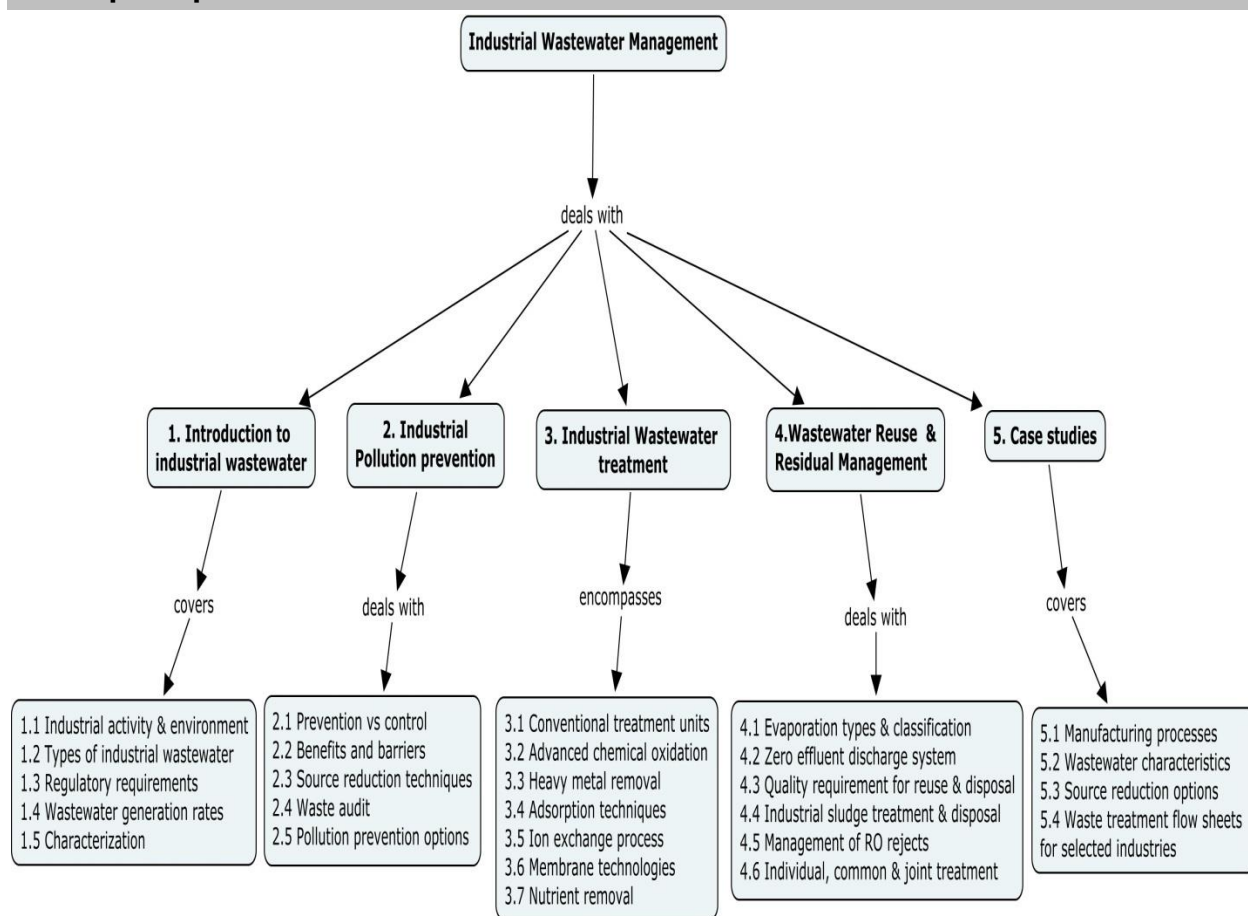 Industrial Wastewater Management
deals with
1. Introduction to
industrial wastewater
2. Industrial
Pollution prevention
3. Industrial Wastewater
treatment
4.Wastewater Reuse &
Residual Management
5. Case studies
covers
deals with
encompasses
deals with
covers
1.1 Industrial activity & environment
1.2 Types of industrial wastewater
1.3 Regulatory requirements
1.4 Wastewater generation rates
1.5 Characterization
2.1 Prevention vs control
2.2 Benefits and barriers
2.3 Source reduction techniques
2.4 Waste audit
2.5 Pollution prevention options
3.1 Conventional treatment units
3.2 Advanced chemical oxidation
3.3 Heavy metal removal
3.4 Adsorption techniques
3.5 Ion exchange process
3.6 Membrane technologies
3.7 Nutrient removal
4.1 Evaporation types & classification
4.2 Zero effluent discharge system
4.3 Quality requirement for reuse & disposal
4.4 Industrial sludge treatment & disposal
4.5 Management of RO rejects
4.6 Individual, common & joint treatment
5.1 Manufacturing processes
5.2 Wastewater characteristics
5.3 Source reduction options
5.4 Waste treatment flow sheets
for selected industries